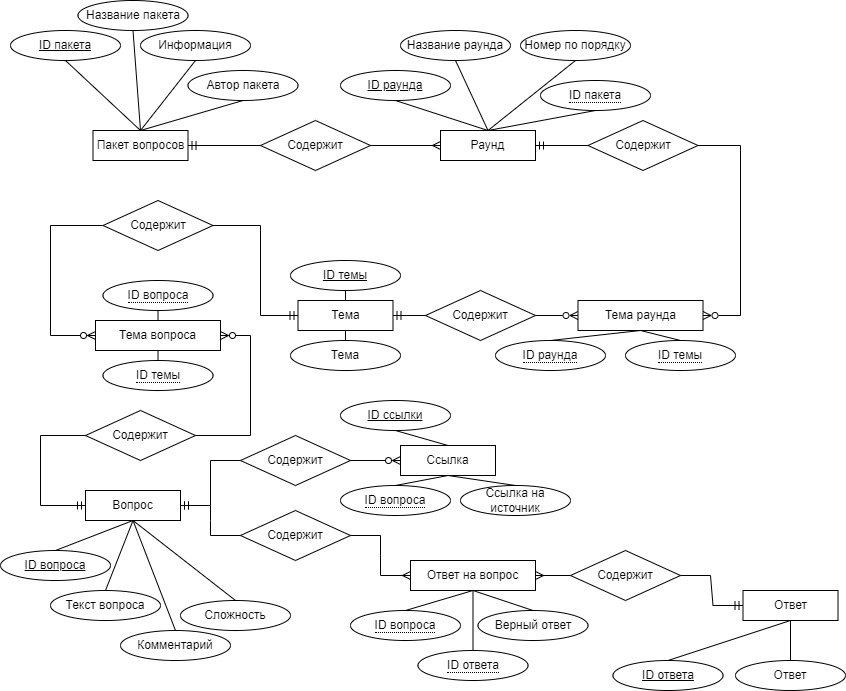 Название пакета
ID пакета
Информация
Автор пакета
Пакет вопросов
Содержит
Название раунда
Номер по порядку
ID раунда
ID пакета
Раунд
Содержит
Содержит
ID темы
Тема
Тема
Содержит
Тема раунда
ID раунда
ID темы
ID вопроса
Тема вопроса
ID темы
Содержит
Вопрос
ID вопроса
Текст вопроса
Комментарий
Сложность
Содержит
ID ссылки
Ссылка
ID вопроса
Ссылка на
источник
Содержит
Ответ на вопрос
ID вопроса
Верный ответ
ID ответа
Содержит
Ответ
ID ответа
Ответ